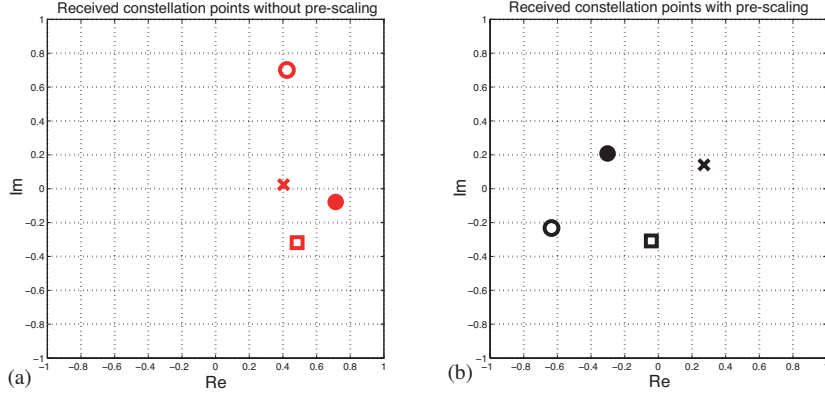 Received constellation points without pre-scaling
1
0.8
0.6
0.4
0.2
0
−0.2
−0.4
−0.6
−0.8
−1
Im
−1 −0.8 −0.6 −0.4 −0.2 0 0.2 0.4 0.6 0.8 1
Re
(a)
Received constellation points with pre-scaling
1
0.8
0.6
0.4
0.2
0
−0.2
−0.4
−0.6
−0.8
−1
Im
−1 −0.8 −0.6 −0.4 −0.2 0 0.2 0.4 0.6 0.8 1
Re
(b)